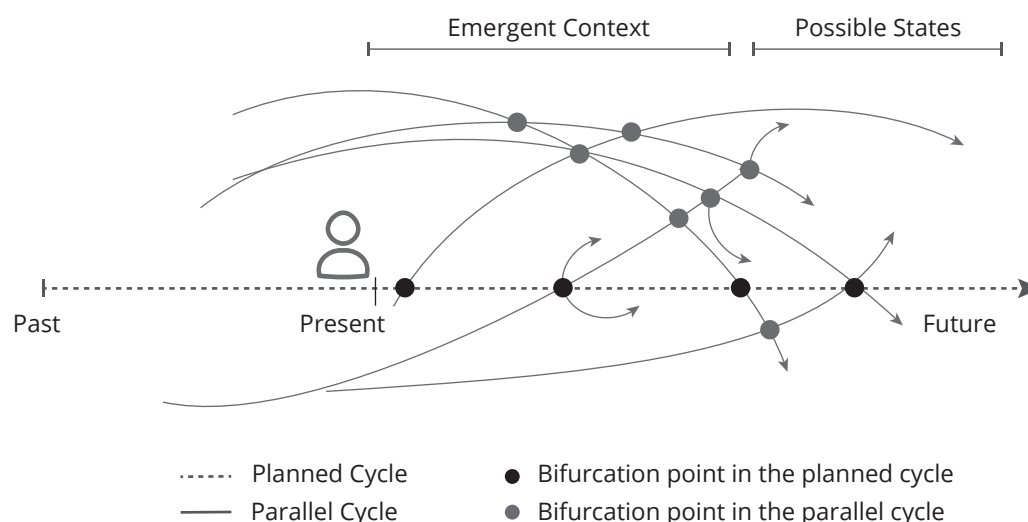 Emergent Context
Possible States
Past
Present
Future
Planned Cycle
Bifurcation point in the planned cycle
Parallel Cycle
Bifurcation point in the parallel cycle